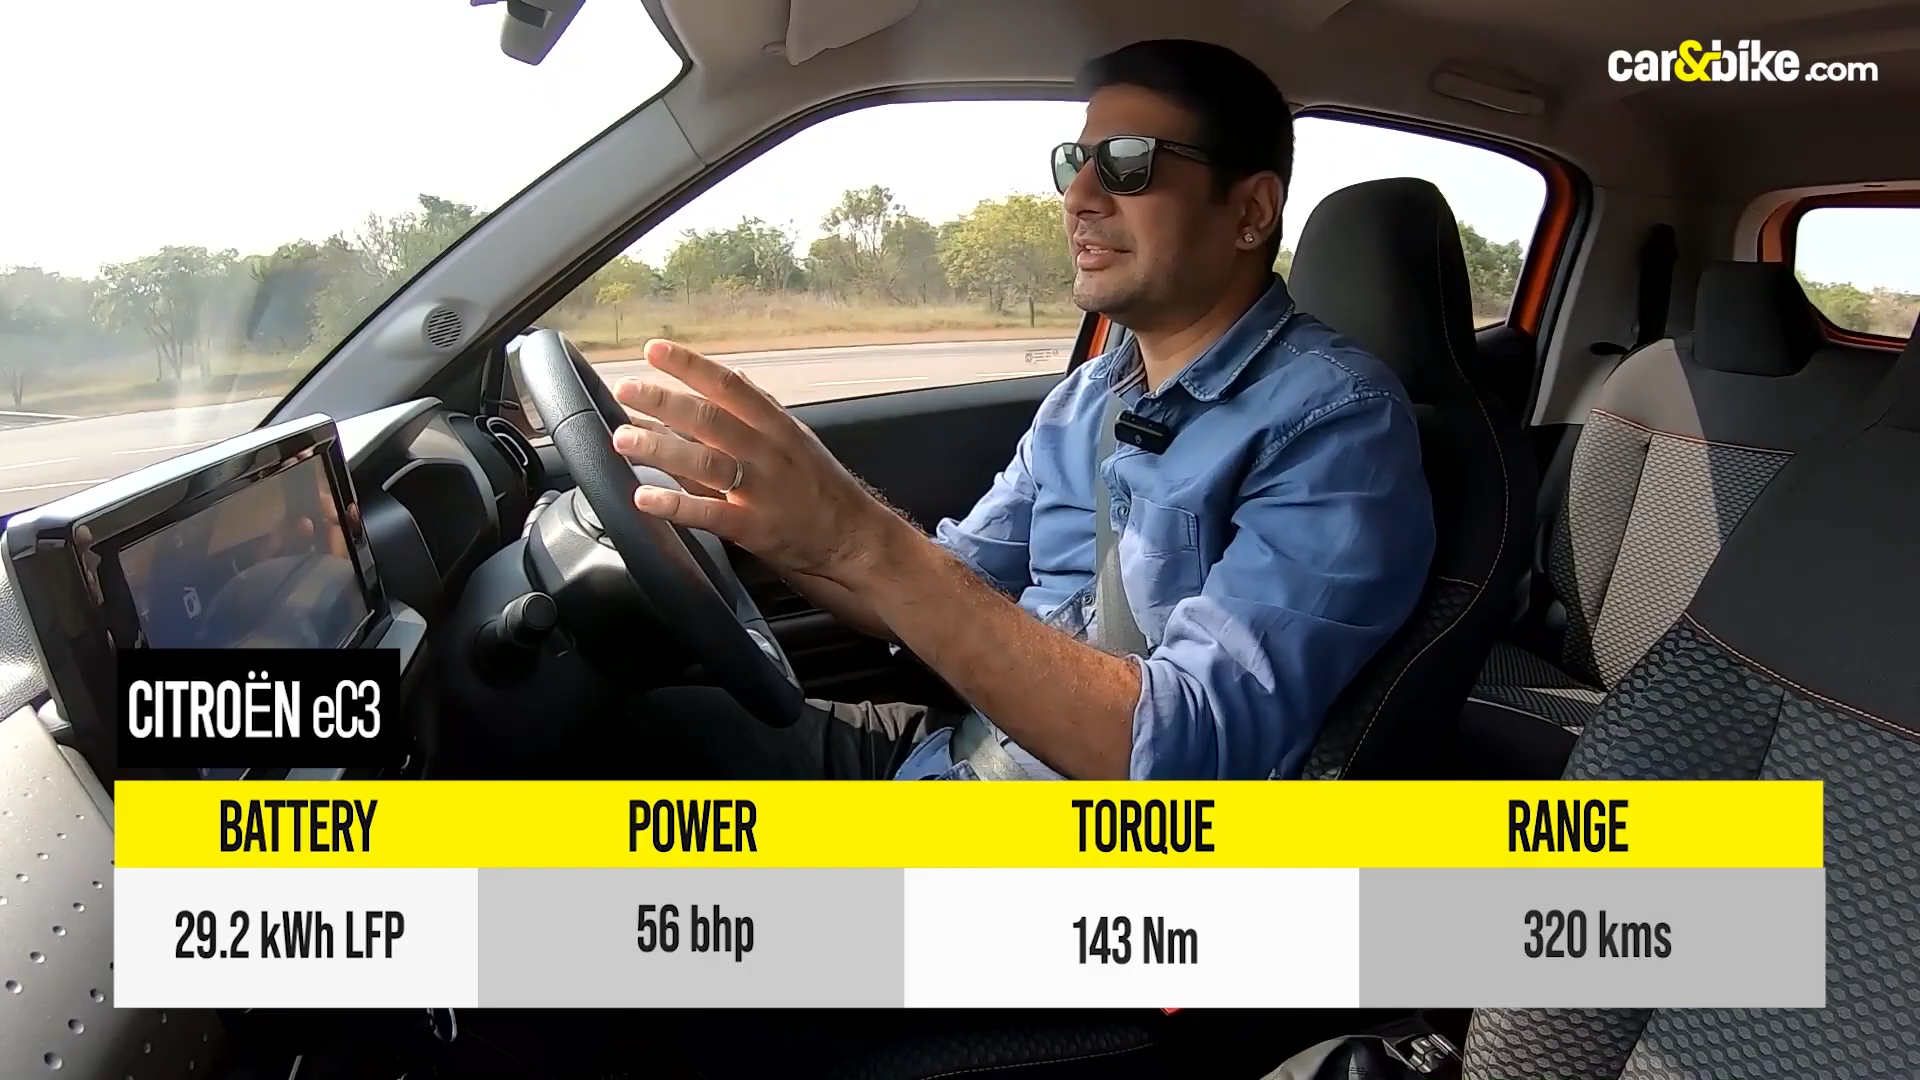 car&bike.com
CITROËN eC3
BATTERY POWER TORQUE RANGE
29.2 kWh LFP 56 bhp 143 Nm 320 kms